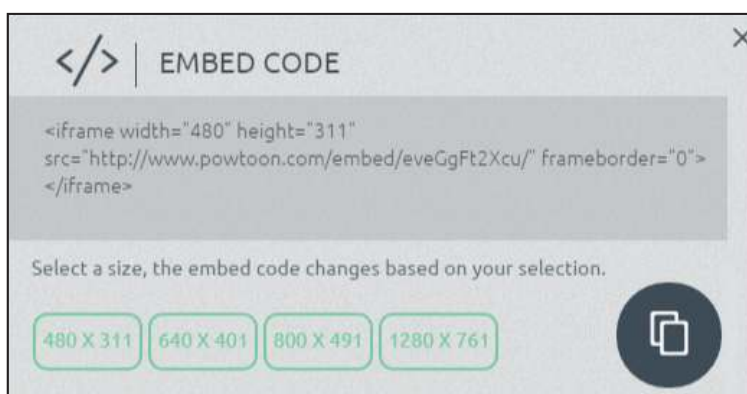 </> | EMBED CODE
<iframe width="480" height="311"
src="http://www.powtoon.com/embed/eveGgFt2Xcu/" frameborder="0">
</iframe>
Select a size, the embed code changes based on your selection.
480 X 311 640 X 401 800 X 491 1280 X 761